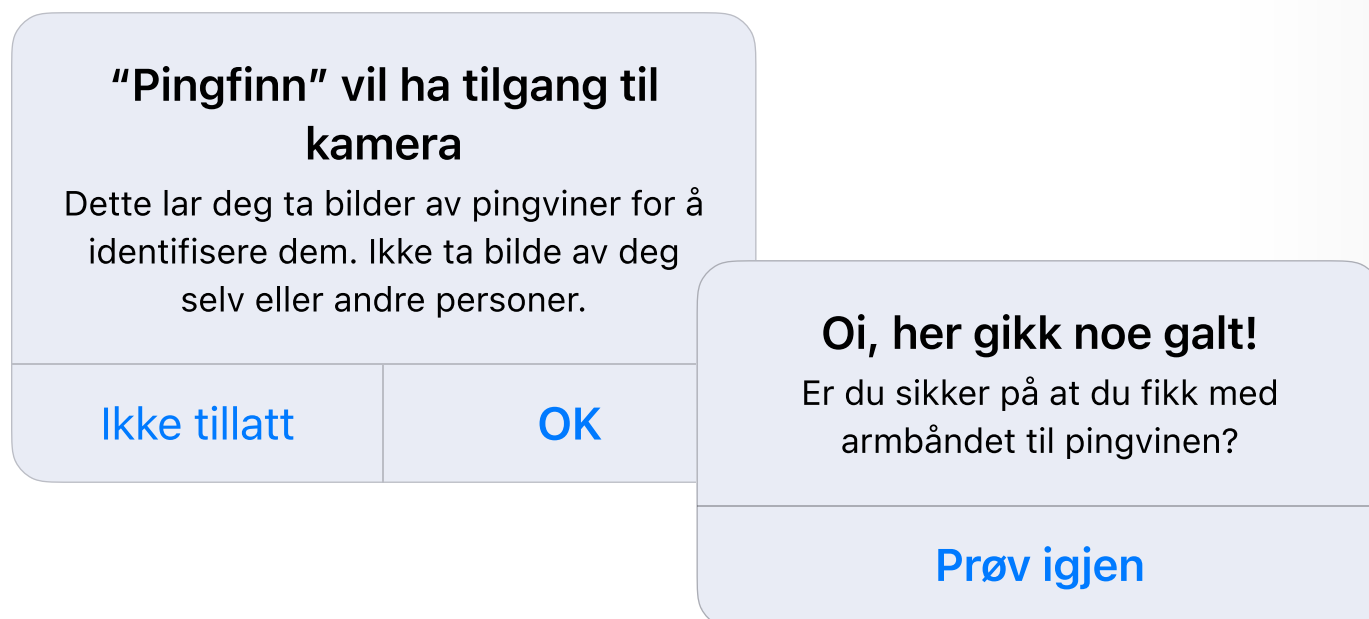 “Pingfinn” vil ha tilgang til
kamera
Dette lar deg ta bilder av pingviner for å
identifisere dem. Ikke ta bilde av deg
selv eller andre personer.
Ikke tillatt
OK
Oi, her gikk noe galt!
Er du sikker på at du fikk med
armbåndet til pingvinen?
Prøv igjen